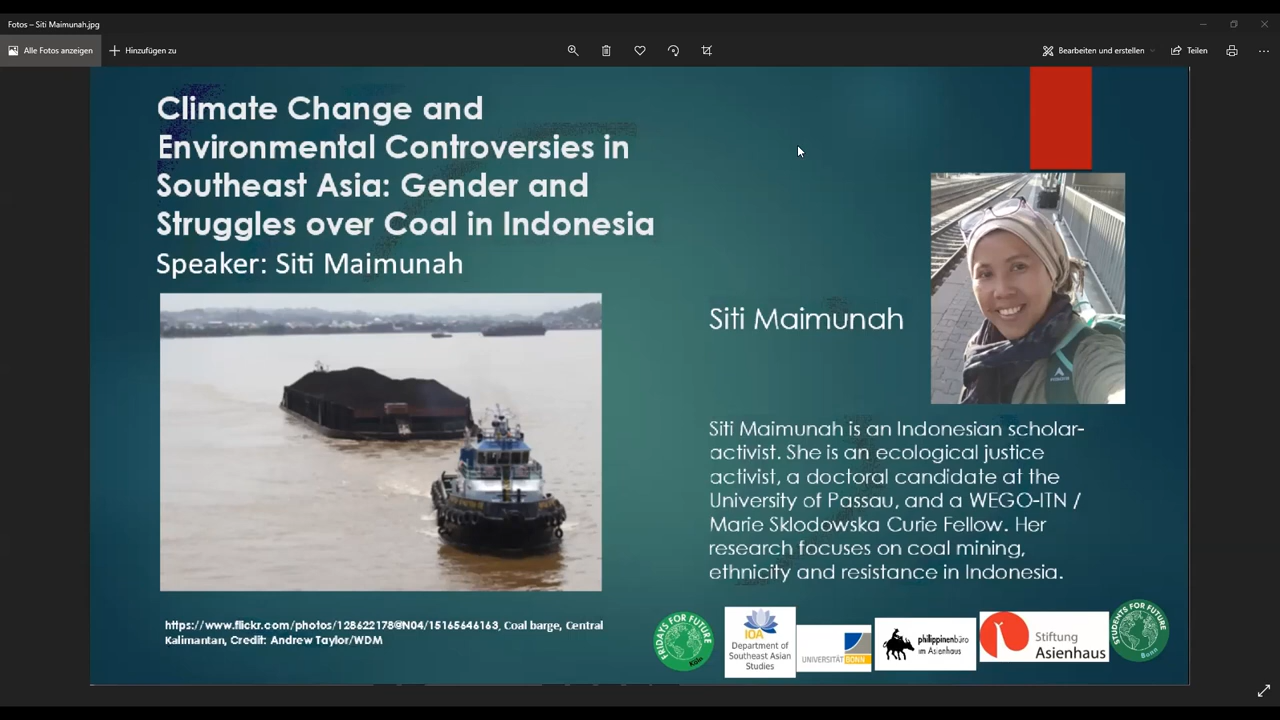 Fotos – Siti Maimunah.jpg
Alle Fotos anzeigen
Hinzufügen zu
Bearbeiten und erstellen
Teilen
Climate Change and
Environmental Controversies in
Southeast Asia: Gender and
Struggles over Coal in Indonesia
Speaker: Siti Maimunah
Siti Maimunah
Siti Maimunah is an Indonesian scholar-
activist. She is an ecological justice
activist, a doctoral candidate at the
University of Passau, and a WEGO-ITN /
Marie Sklodowska Curie Fellow. Her
research focuses on coal mining,
ethnicity and resistance in Indonesia.
https://www.flickr.com/photos/128622178@N04/15165646163, Coal barge, Central
Kalimantan, Credit: Andrew Taylor/WDM
FRIDAYS FOR FUTURE
Köln
IOA
Department of
Southeast Asian
Studies
UNIVERSITÄT BONN
philippinenbüro
im Asienhaus
Stiftung
Asienhaus
STUDENTS FOR FUTURE
Bonn